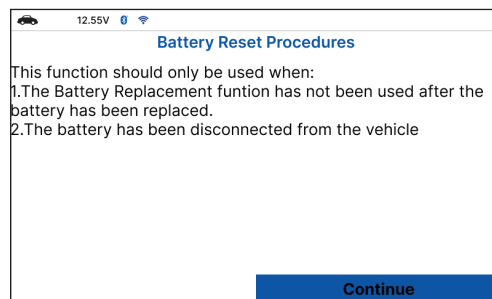 12.55V
Battery Reset Procedures
This function should only be used when:
1.The Battery Replacement funtion has not been used after the
battery has been replaced.
2.The battery has been disconnected from the vehicle
Continue